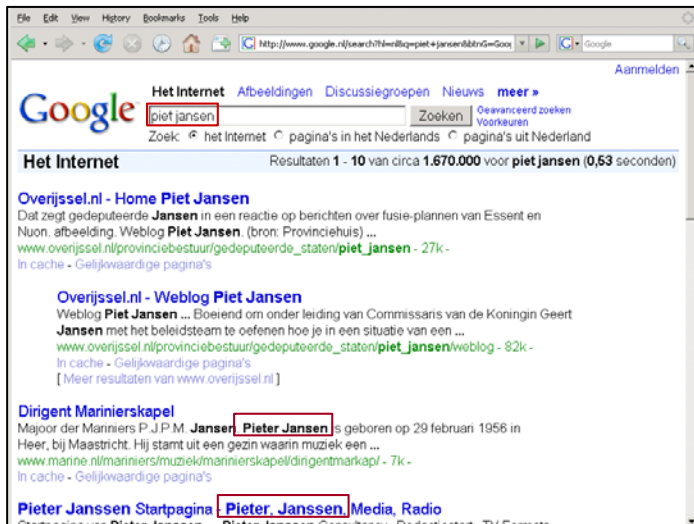 File Edit View History Bookmarks Tools Help
http://www.google.nl/search?hl=nl&q=piet+jansen&btnG=Goo Google
Aanmelden
Google
Het Internet Afbeeldingen Discussiegroepen Nieuws meer »
piet jansen Zoeken Geavanceerd zoeken
Voorkeuren
Zoek: het Internet pagina's in het Nederlands pagina's uit Nederland
Het Internet Resultaten 1 - 10 van circa 1.670.000 voor piet jansen (0,53 seconden)
Overijssel.nl - Home Piet Jansen
Dat zegt gedeputeerde Jansen in een reactie op berichten over fusie-plannen van Essent en
Nuon. afbeelding. Weblog Piet Jansen. (bron: Provinciehuis) ...
www.overijssel.nl/provinciebestuur/gedeputeerde_staten/piet_jansen - 27k -
In cache - Gelijkwaardige pagina's
Overijssel.nl - Weblog Piet Jansen
Weblog Piet Jansen ... Boeiend om onder leiding van Commissaris van de Koningin Geert
Jansen met het beleidsteam te oefenen hoe je in een situatie van een ...
www.overijssel.nl/provinciebestuur/gedeputeerde_staten/piet_jansen/weblog - 82k -
In cache - Gelijkwaardige pagina's
[ Meer resultaten van www.overijssel.nl ]
Dirigent Marinierskapel
Majoor der Mariniers P.J.P.M. Jansen. Pieter Jansen is geboren op 29 februari 1956 in
Heer, bij Maastricht. Hij stamt uit een gezin waarin muziek een ...
www.marine.nl/mariniers/muziek/marinierskapel/dirigentmarkap/ - 7k -
In cache - Gelijkwaardige pagina's
Pieter Janssen Startpagina - Pieter, Janssen, Media, Radio